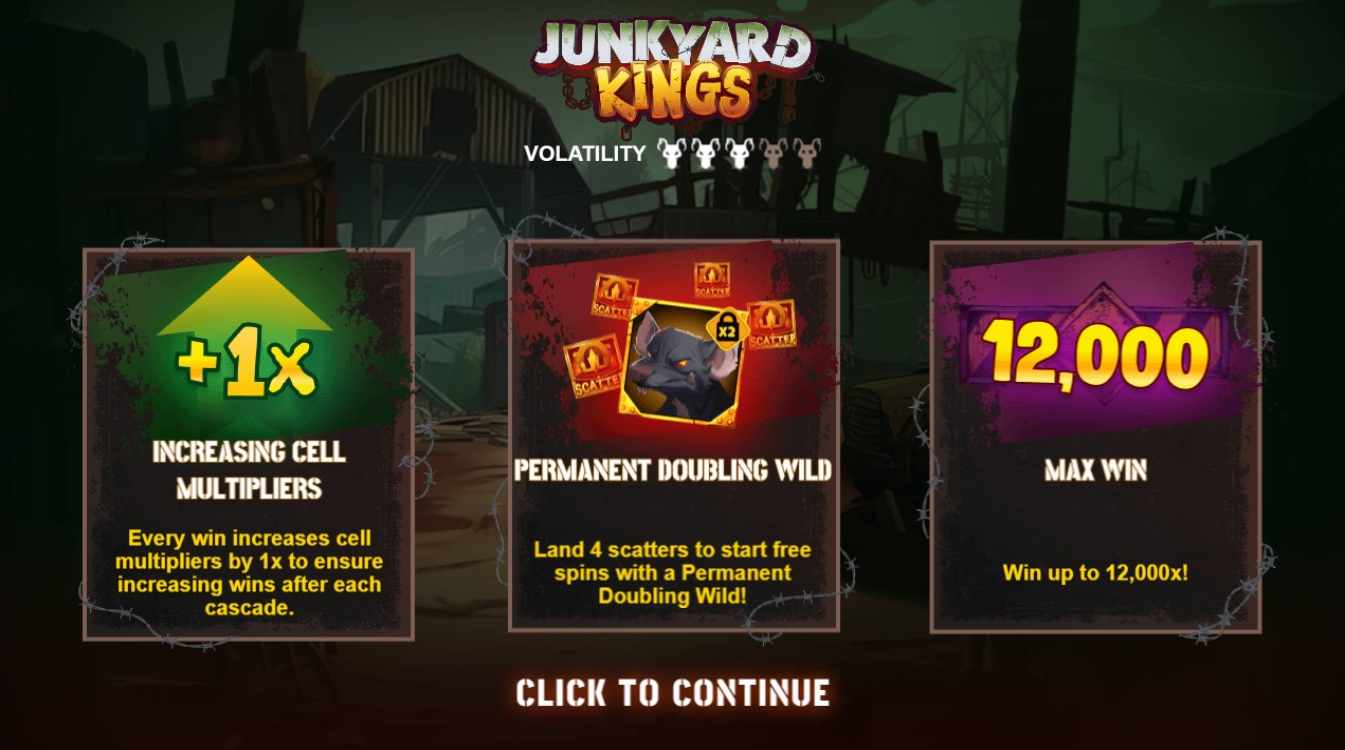 JUNKYARD
KINGS
VOLATILITY
+1x
INCREASING CELL
MULTIPLIERS
Every win increases cell
multipliers by 1x to ensure
increasing wins after each
cascade.
SCATTER
SCATTER
SCATTER
SCATTER
X2
PERMANENT DOUBLING WILD
Land 4 scatters to start free
spins with a Permanent
Doubling Wild!
12,000
MAX WIN
Win up to 12,000x!
CLICK TO CONTINUE